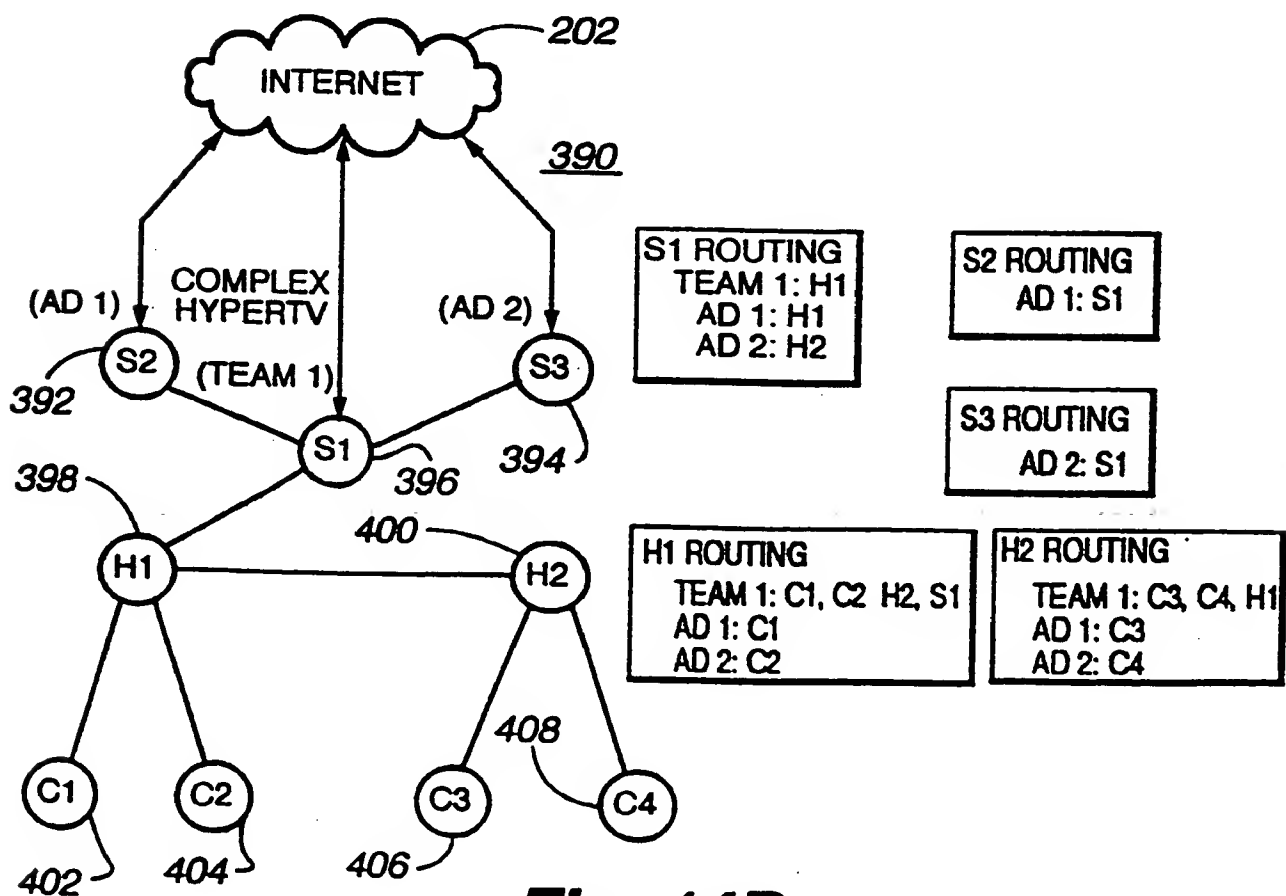 202
INTERNET
390
COMPLEX
HYPERTV
(AD 1)
(AD 2)
(TEAM 1)
S2
S3
S1
392
394
396
398
400
H1
H2
C1
C2
C3
C4
402
404
406
408
S1 ROUTING
TEAM 1: H1
AD 1: H1
AD 2: H2
S2 ROUTING
AD 1: S1
S3 ROUTING
AD 2: S1
H1 ROUTING
TEAM 1: C1, C2 H2, S1
AD 1: C1
AD 2: C2
H2 ROUTING
TEAM 1: C3, C4, H1
AD 1: C3
AD 2: C4